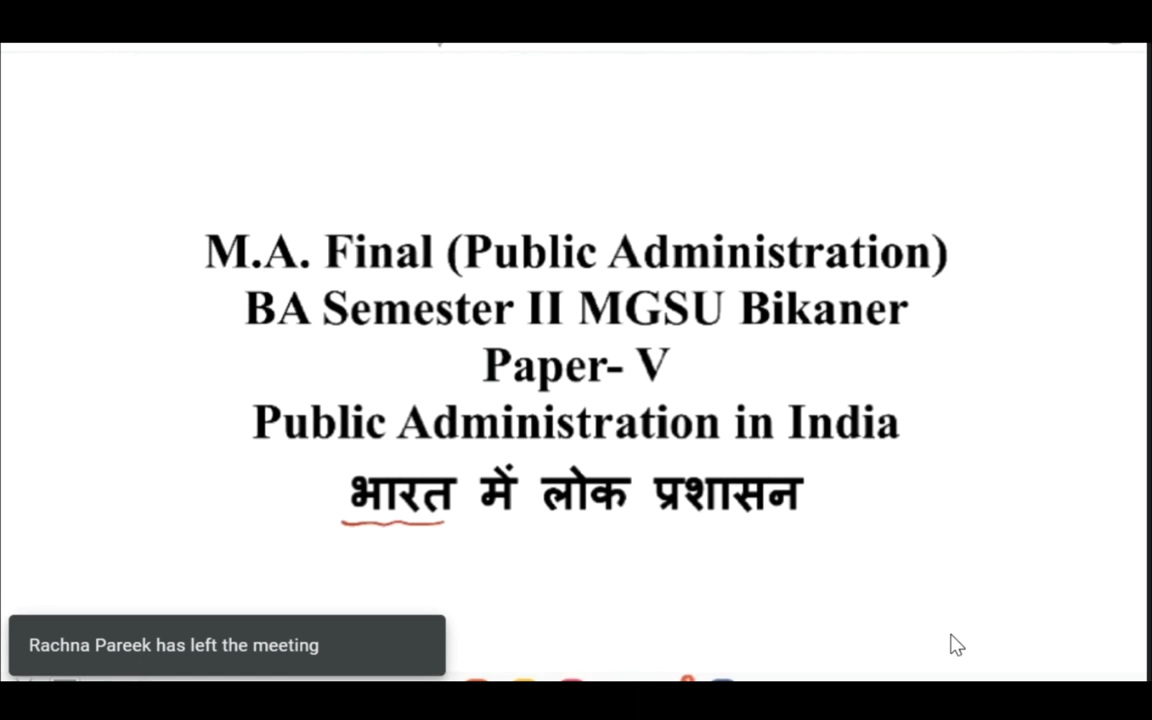 M.A. Final (Public Administration)
BA Semester II MGSU Bikaner
Paper- V
Public Administration in India
भारत में लोक प्रशासन
Rachna Pareek has left the meeting